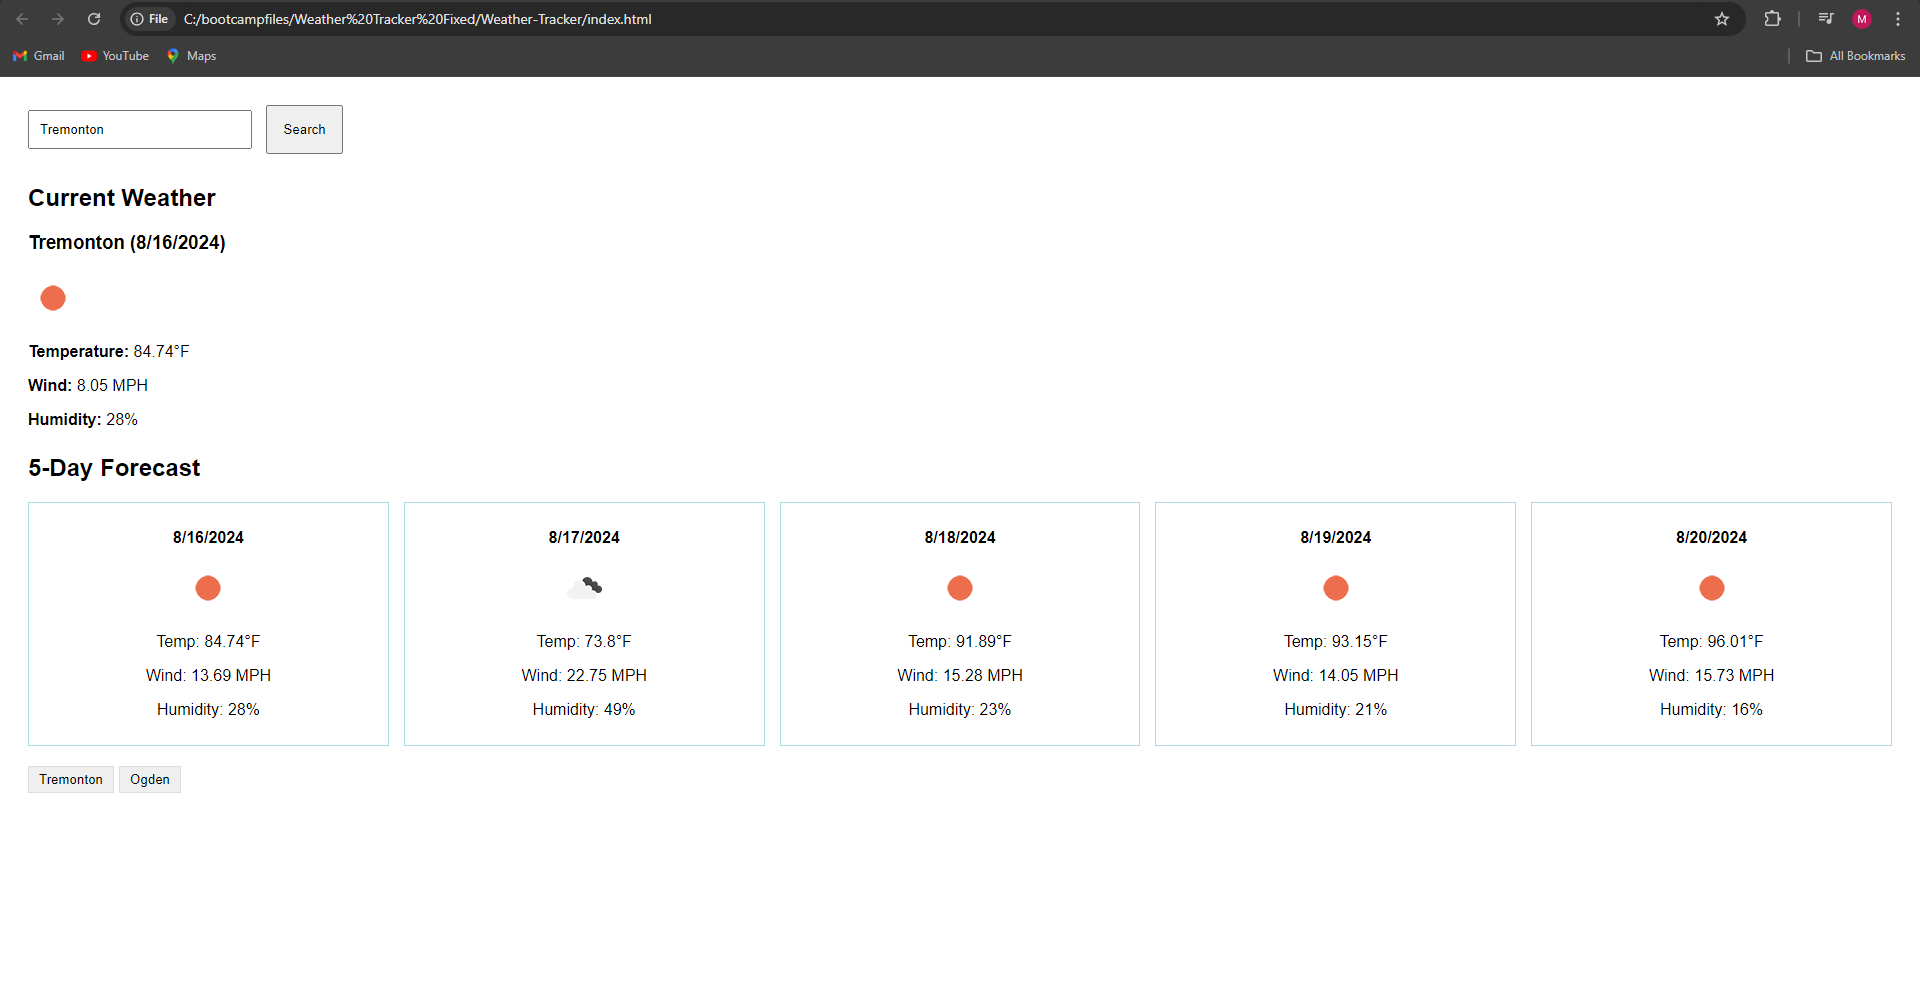 File C:/bootcampfiles/Weather%20Tracker%20Fixed/Weather-Tracker/index.html M
Gmail YouTube Maps All Bookmarks
Tremonton Search
Current Weather
Tremonton (8/16/2024)
Temperature: 84.74°F
Wind: 8.05 MPH
Humidity: 28%
5-Day Forecast
8/16/2024
Temp: 84.74°F
Wind: 13.69 MPH
Humidity: 28%
8/17/2024
Temp: 73.8°F
Wind: 22.75 MPH
Humidity: 49%
8/18/2024
Temp: 91.89°F
Wind: 15.28 MPH
Humidity: 23%
8/19/2024
Temp: 93.15°F
Wind: 14.05 MPH
Humidity: 21%
8/20/2024
Temp: 96.01°F
Wind: 15.73 MPH
Humidity: 16%
Tremonton Ogden